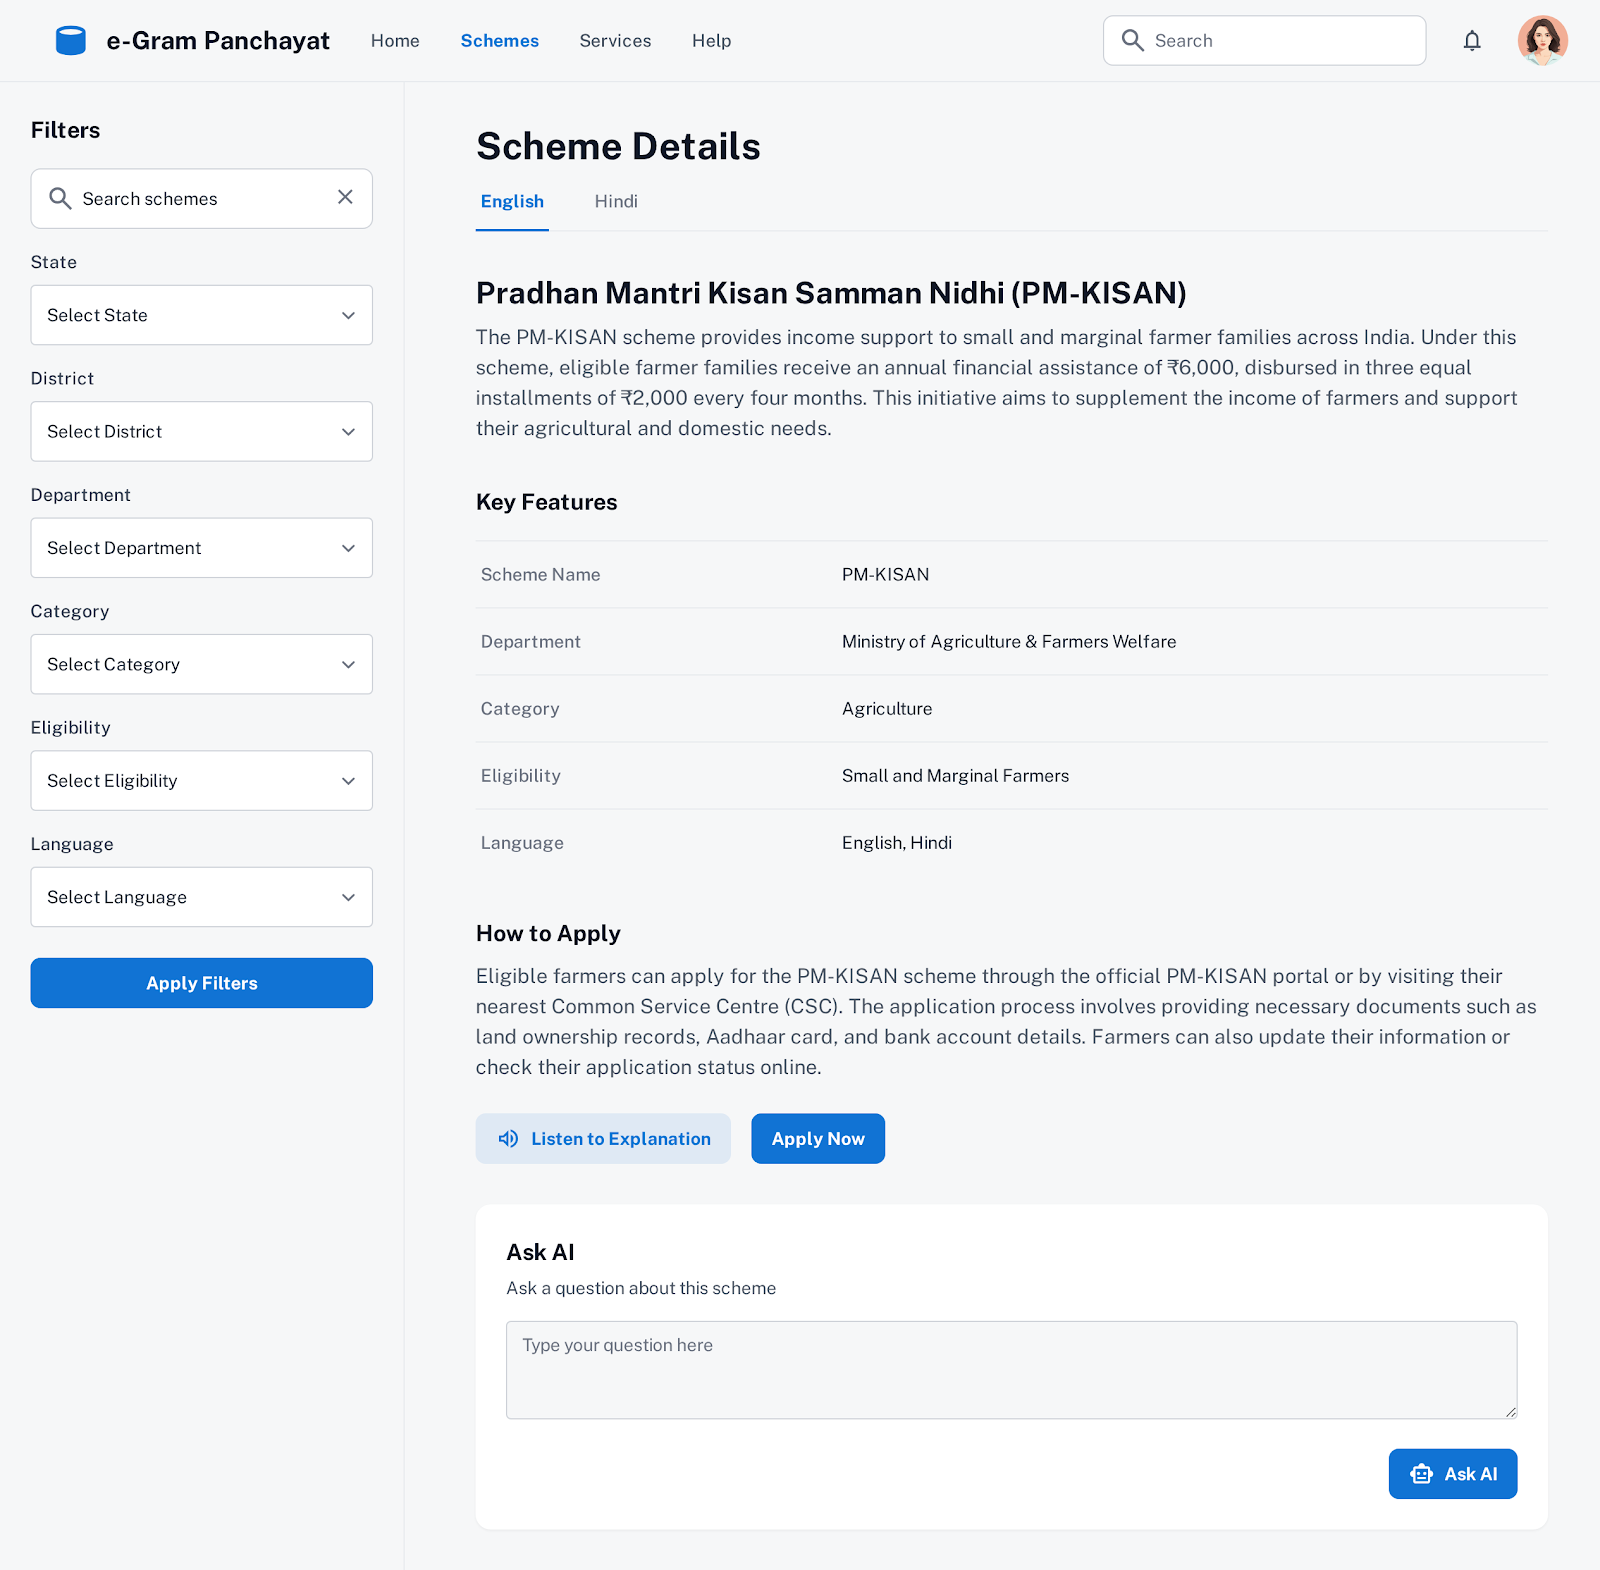 e-Gram Panchayat
Home
Schemes
Services
Help
Search
Filters
Search schemes
State
Select State
District
Select District
Department
Select Department
Category
Select Category
Eligibility
Select Eligibility
Language
Select Language
Apply Filters
Scheme Details
English
Hindi
Pradhan Mantri Kisan Samman Nidhi (PM-KISAN)
The PM-KISAN scheme provides income support to small and marginal farmer families across India. Under this
scheme, eligible farmer families receive an annual financial assistance of ₹6,000, disbursed in three equal
installments of ₹2,000 every four months. This initiative aims to supplement the income of farmers and support
their agricultural and domestic needs.
Key Features
Scheme Name PM-KISAN
Department Ministry of Agriculture & Farmers Welfare
Category Agriculture
Eligibility Small and Marginal Farmers
Language English, Hindi
How to Apply
Eligible farmers can apply for the PM-KISAN scheme through the official PM-KISAN portal or by visiting their
nearest Common Service Centre (CSC). The application process involves providing necessary documents such as
land ownership records, Aadhaar card, and bank account details. Farmers can also update their information or
check their application status online.
Listen to Explanation
Apply Now
Ask AI
Ask a question about this scheme
Type your question here
Ask AI